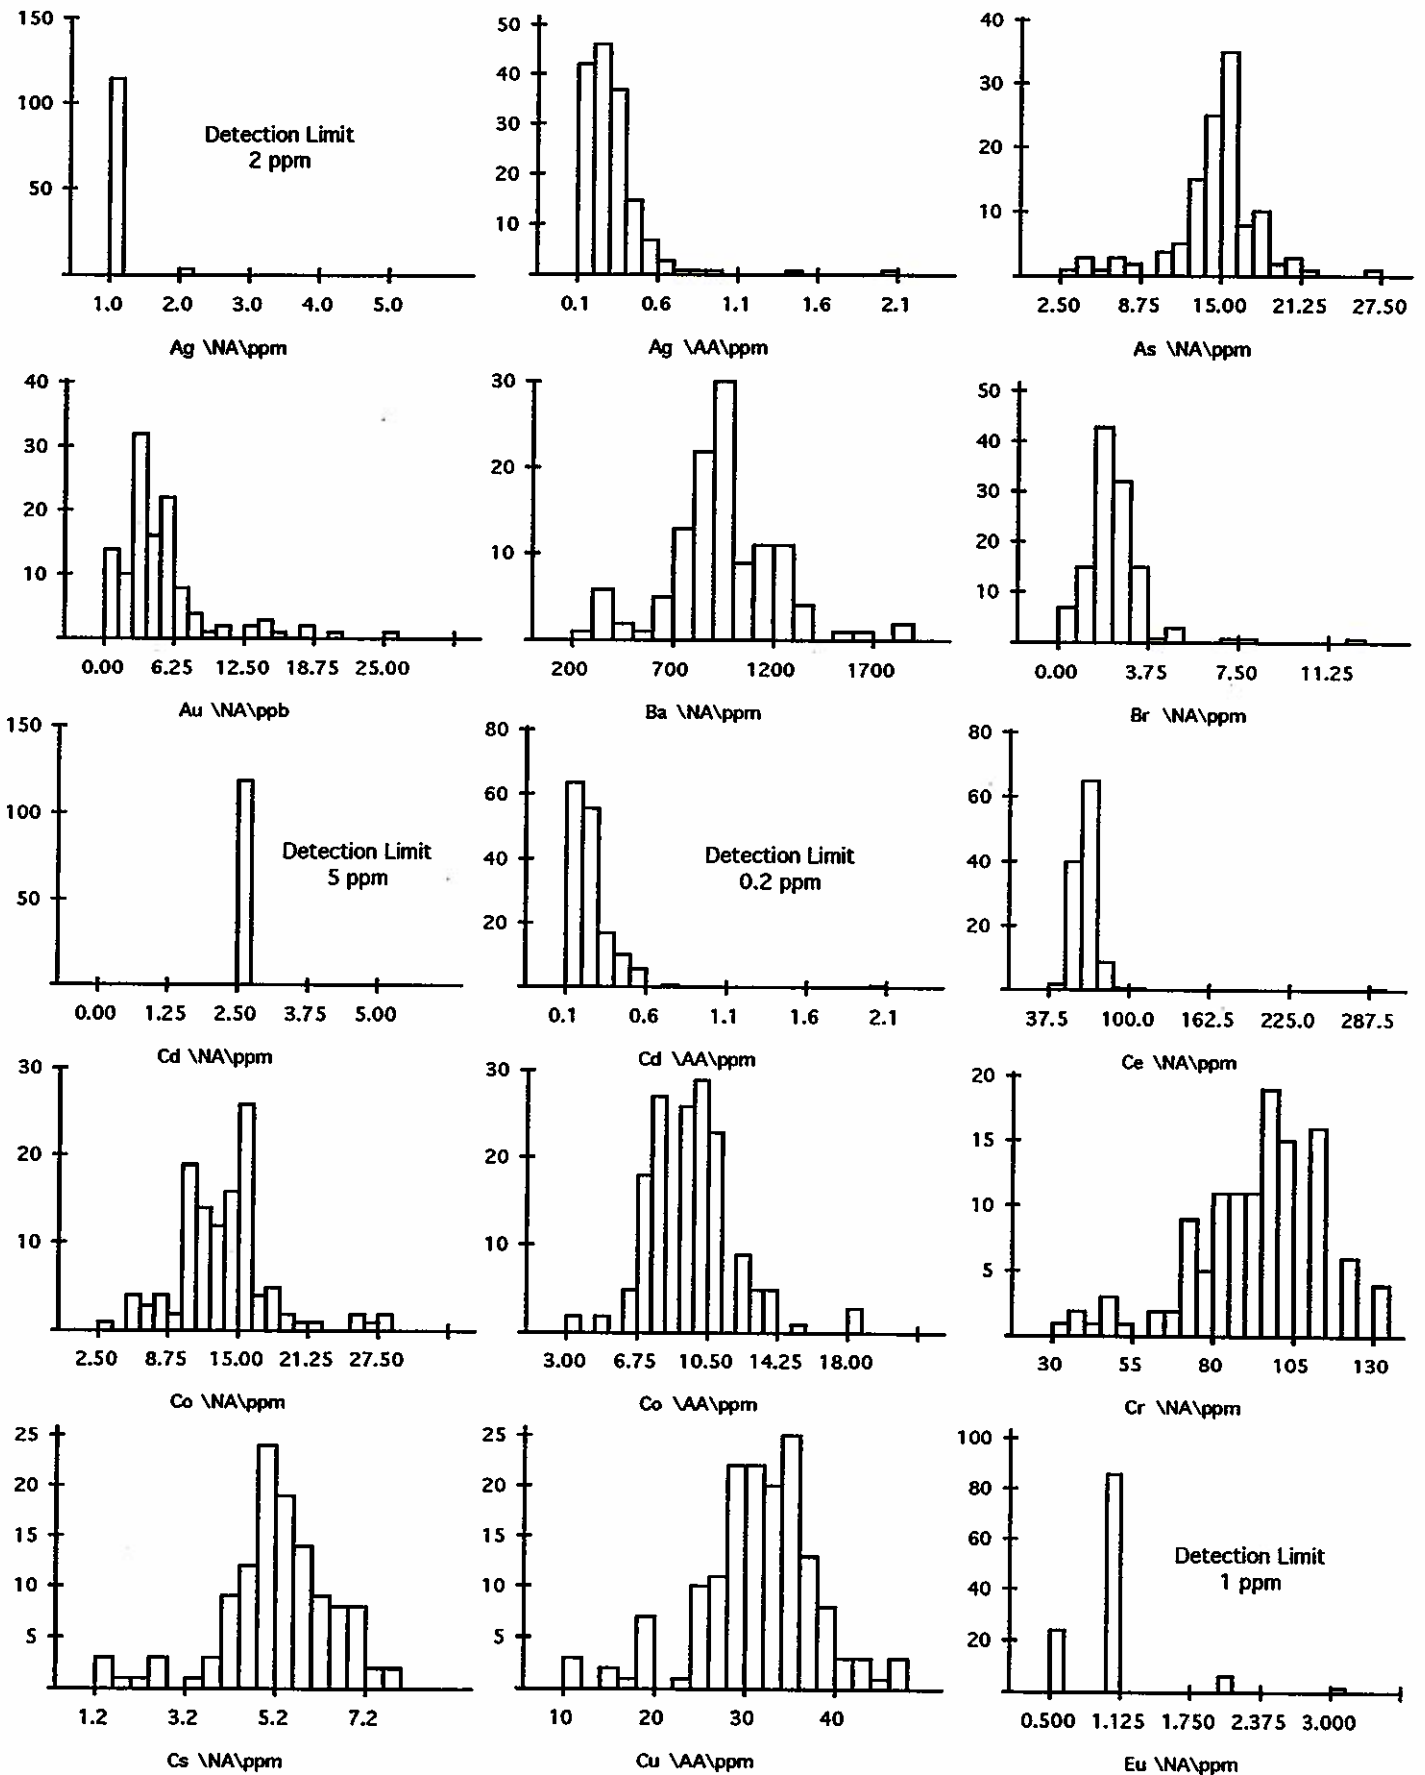 150
100
50
Detection Limit
2 ppm
1.0 2.0 3.0 4.0 5.0
Ag \NA\ppm
50
40
30
20
10
0.1 0.6 1.1 1.6 2.1
Ag \AA\ppm
40
30
20
10
2.50 8.75 15.00 21.25 27.50
As \NA\ppm
40
30
20
10
0.00 6.25 12.50 18.75 25.00
Au \NA\ppb
30
20
10
200 700 1200 1700
Ba \NA\ppm
50
40
30
20
10
0.00 3.75 7.50 11.25
Br \NA\ppm
150
100
50
Detection Limit
5 ppm
0.00 1.25 2.50 3.75 5.00
Cd \NA\ppm
80
60
40
20
Detection Limit
0.2 ppm
0.1 0.6 1.1 1.6 2.1
Cd \AA\ppm
80
60
40
20
37.5 100.0 162.5 225.0 287.5
Ce \NA\ppm
30
20
10
2.50 8.75 15.00 21.25 27.50
Co \NA\ppm
30
20
10
3.00 6.75 10.50 14.25 18.00
Co \AA\ppm
20
15
10
5
30 55 80 105 130
Cr \NA\ppm
25
20
15
10
5
1.2 3.2 5.2 7.2
Cs \NA\ppm
25
20
15
10
5
10 20 30 40
Cu \AA\ppm
100
80
60
40
20
Detection Limit
1 ppm
0.500 1.125 1.750 2.375 3.000
Eu \NA\ppm